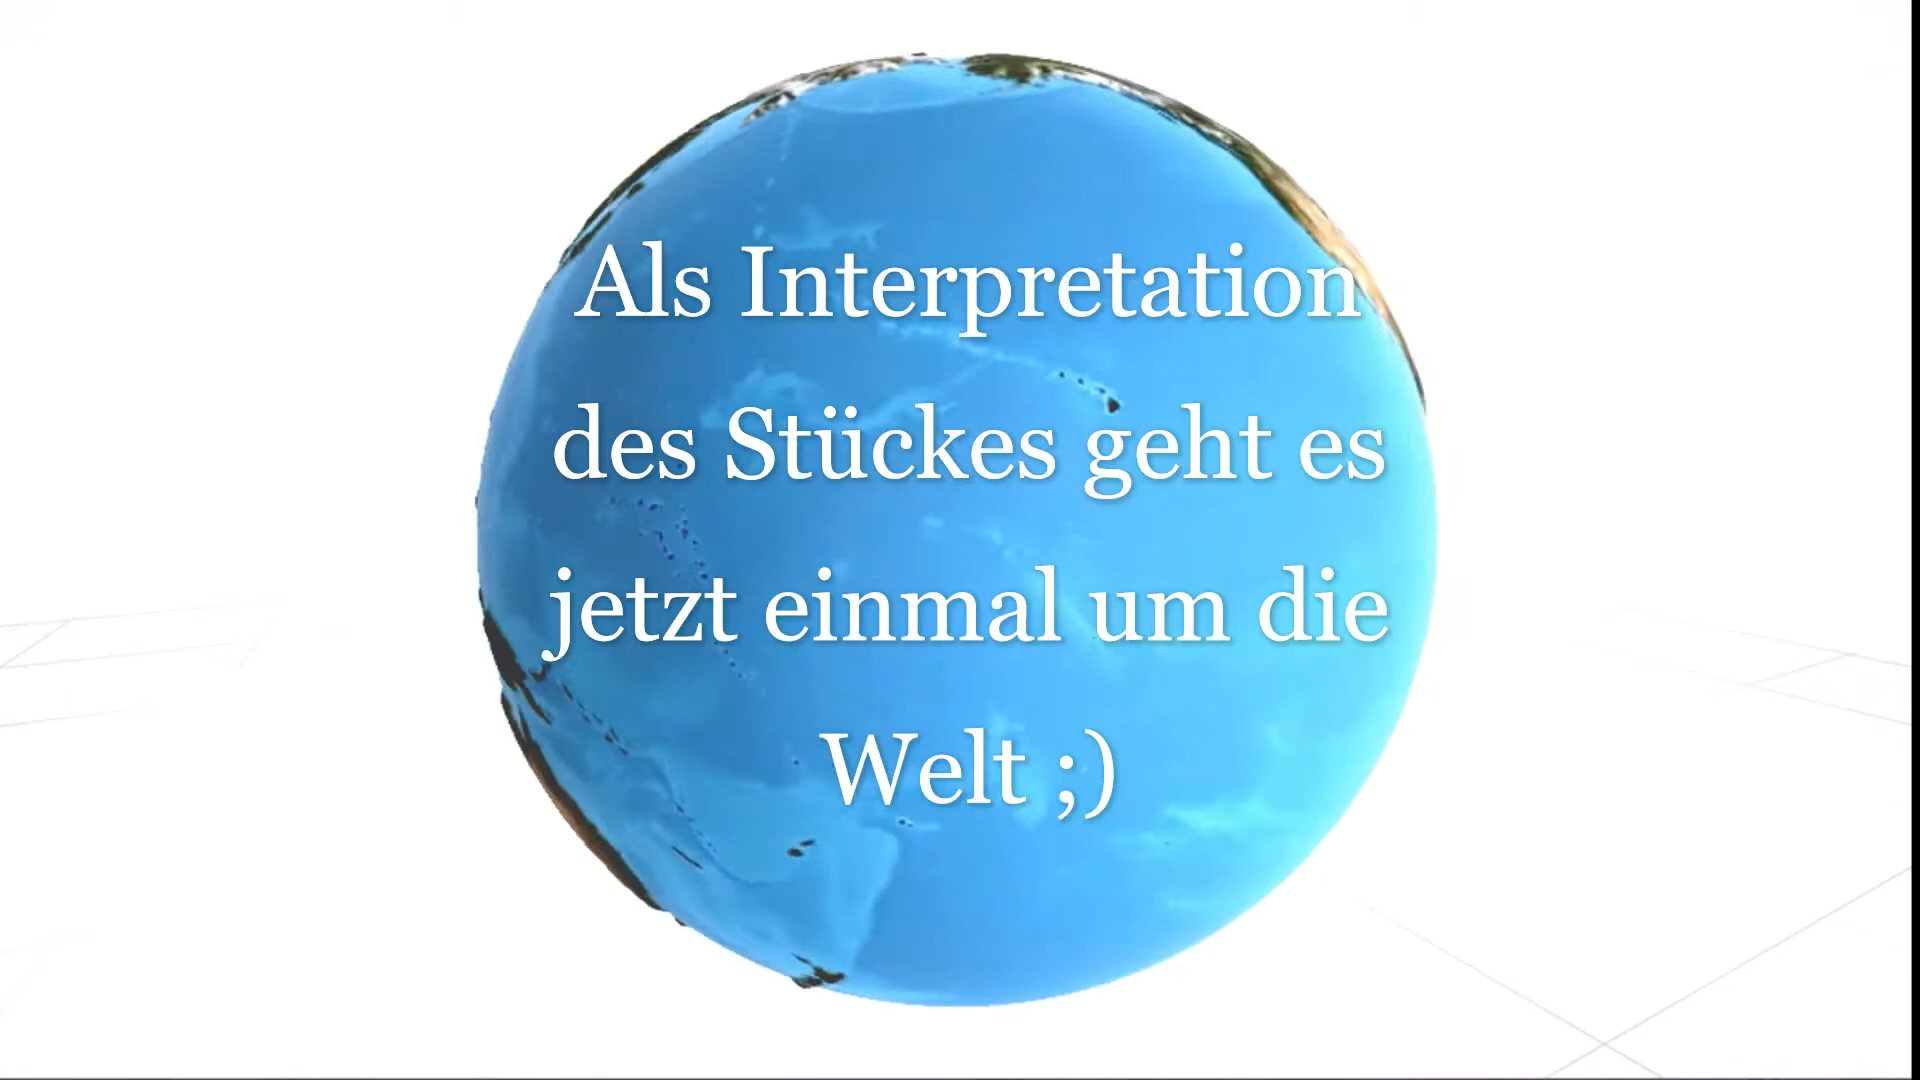 Als Interpretation
des Stückes geht es
jetzt einmal um die
Welt ;)